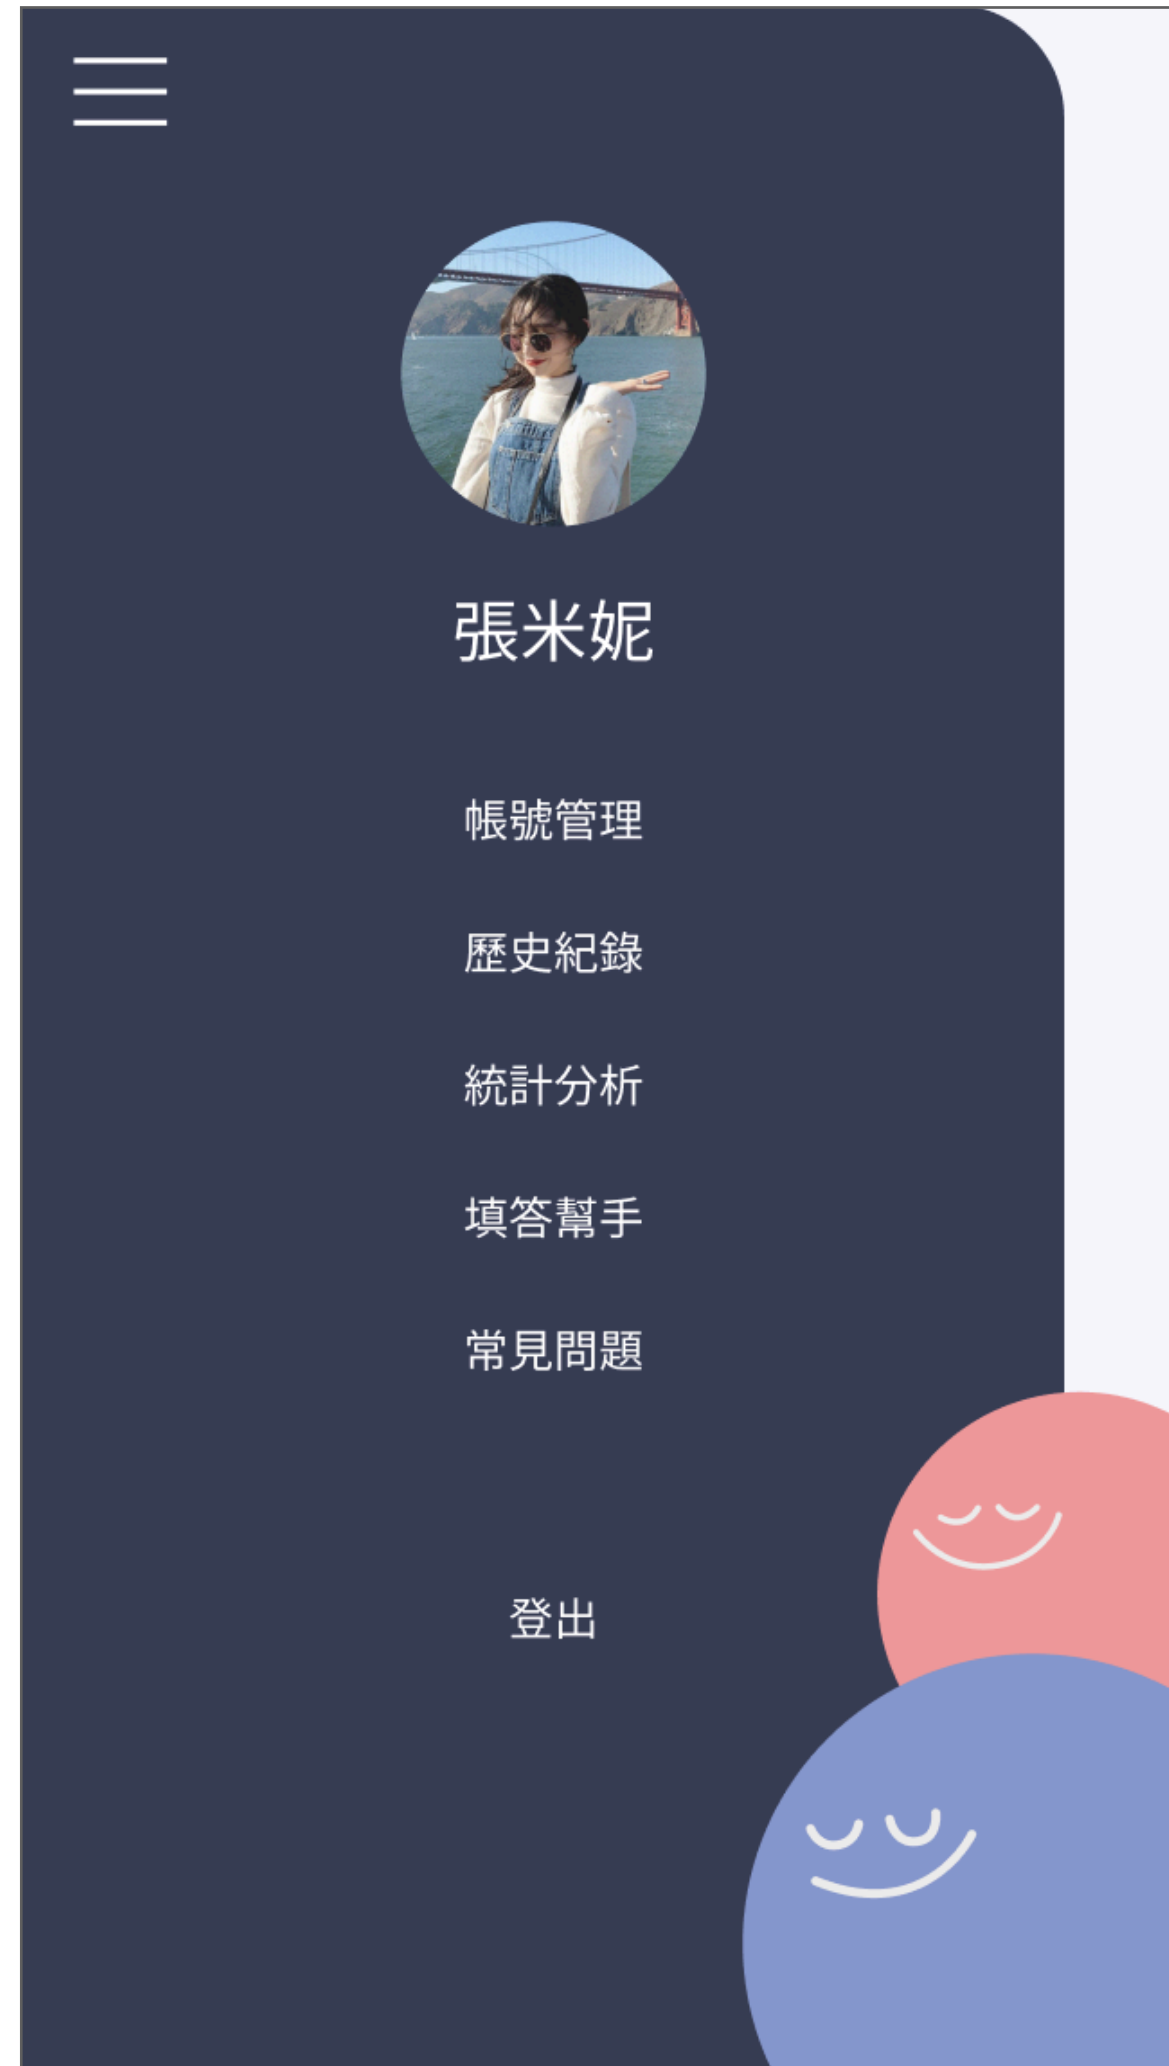 張米妮
帳號管理
歷史紀錄
統計分析
填答幫手
常見問題
登出